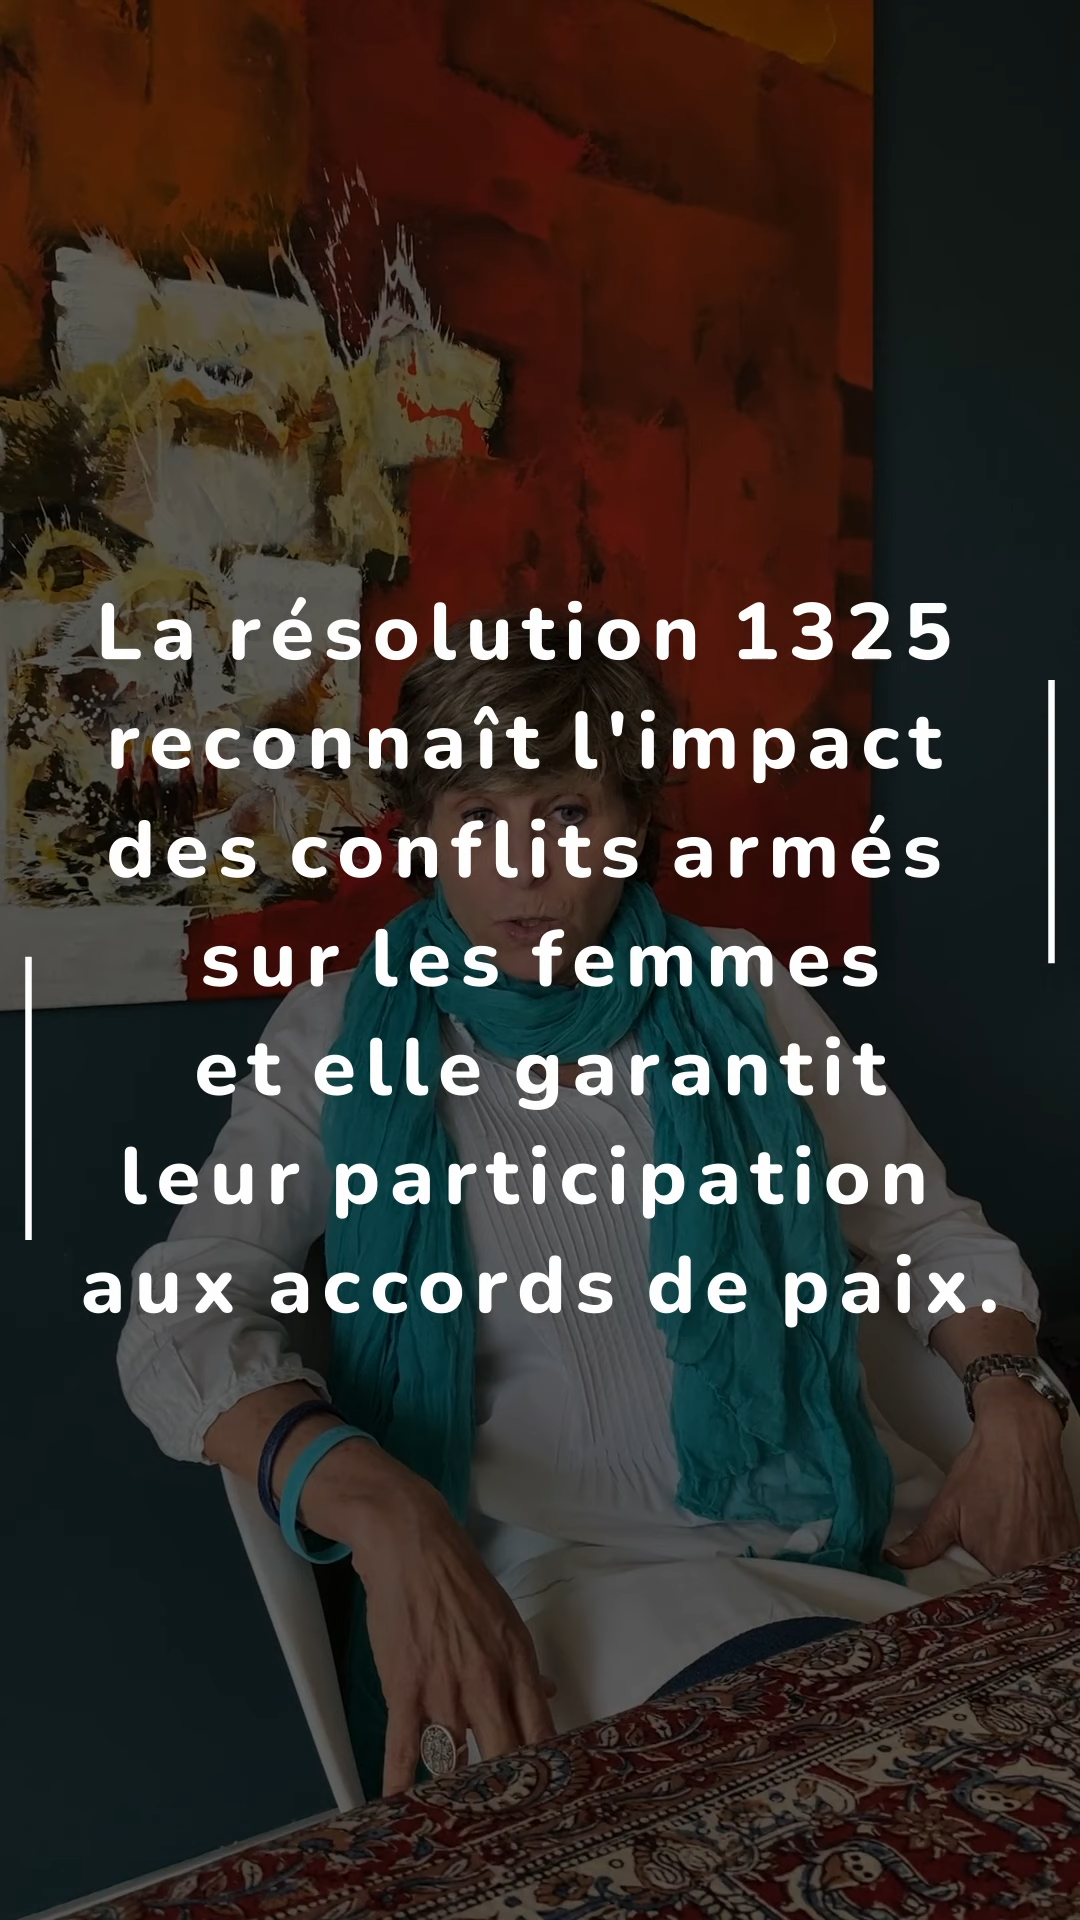 La résolution 1325
reconnaît l'impact
des conflits armés
sur les femmes
et elle garantit
leur participation
aux accords de paix.